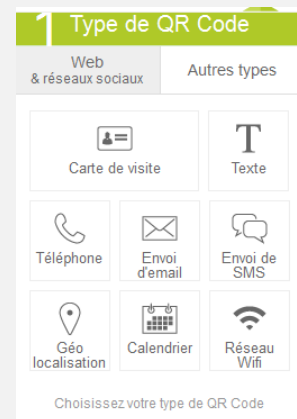 1 Type de QR Code
Web
& réseaux sociaux
Autres types
Carte de visite
T
Texte
Téléphone
Envoi
d'email
Envoi de
SMS
Géo
localisation
Calendrier
Réseau
Wifi
Choisissez votre type de QR Code